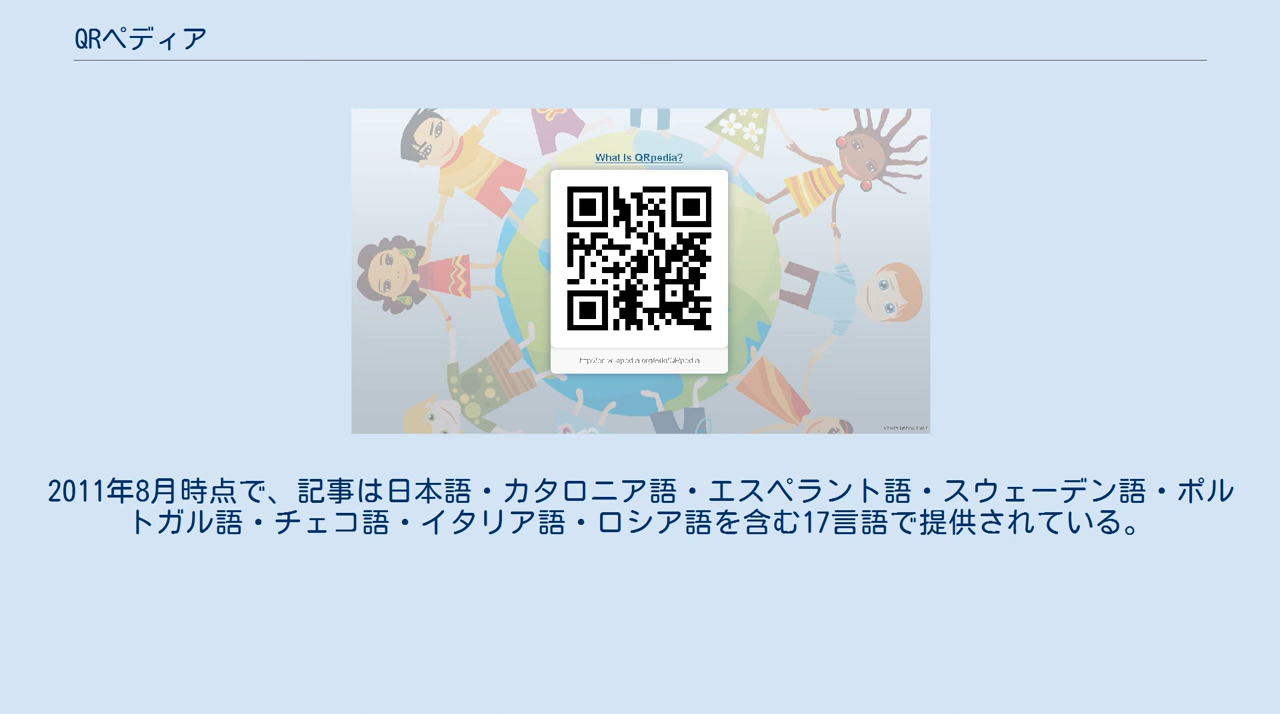 QRペディア
What Is QRpedia?
2011年8月時点で、記事は日本語・カタロニア語・エスペラント語・スウェーデン語・ポル
トガル語・チェコ語・イタリア語・ロシア語を含む17言語で提供されている。